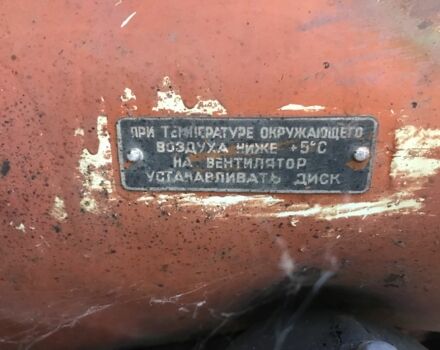 ПРИ ТЕМПЕРАТУРЕ ОКРУЖАЮЩЕГО
ВОЗДУХА НИЖЕ +5°С
НА ВЕНТИЛЯТОР
УСТАНАВЛИВАТЬ ДИСК